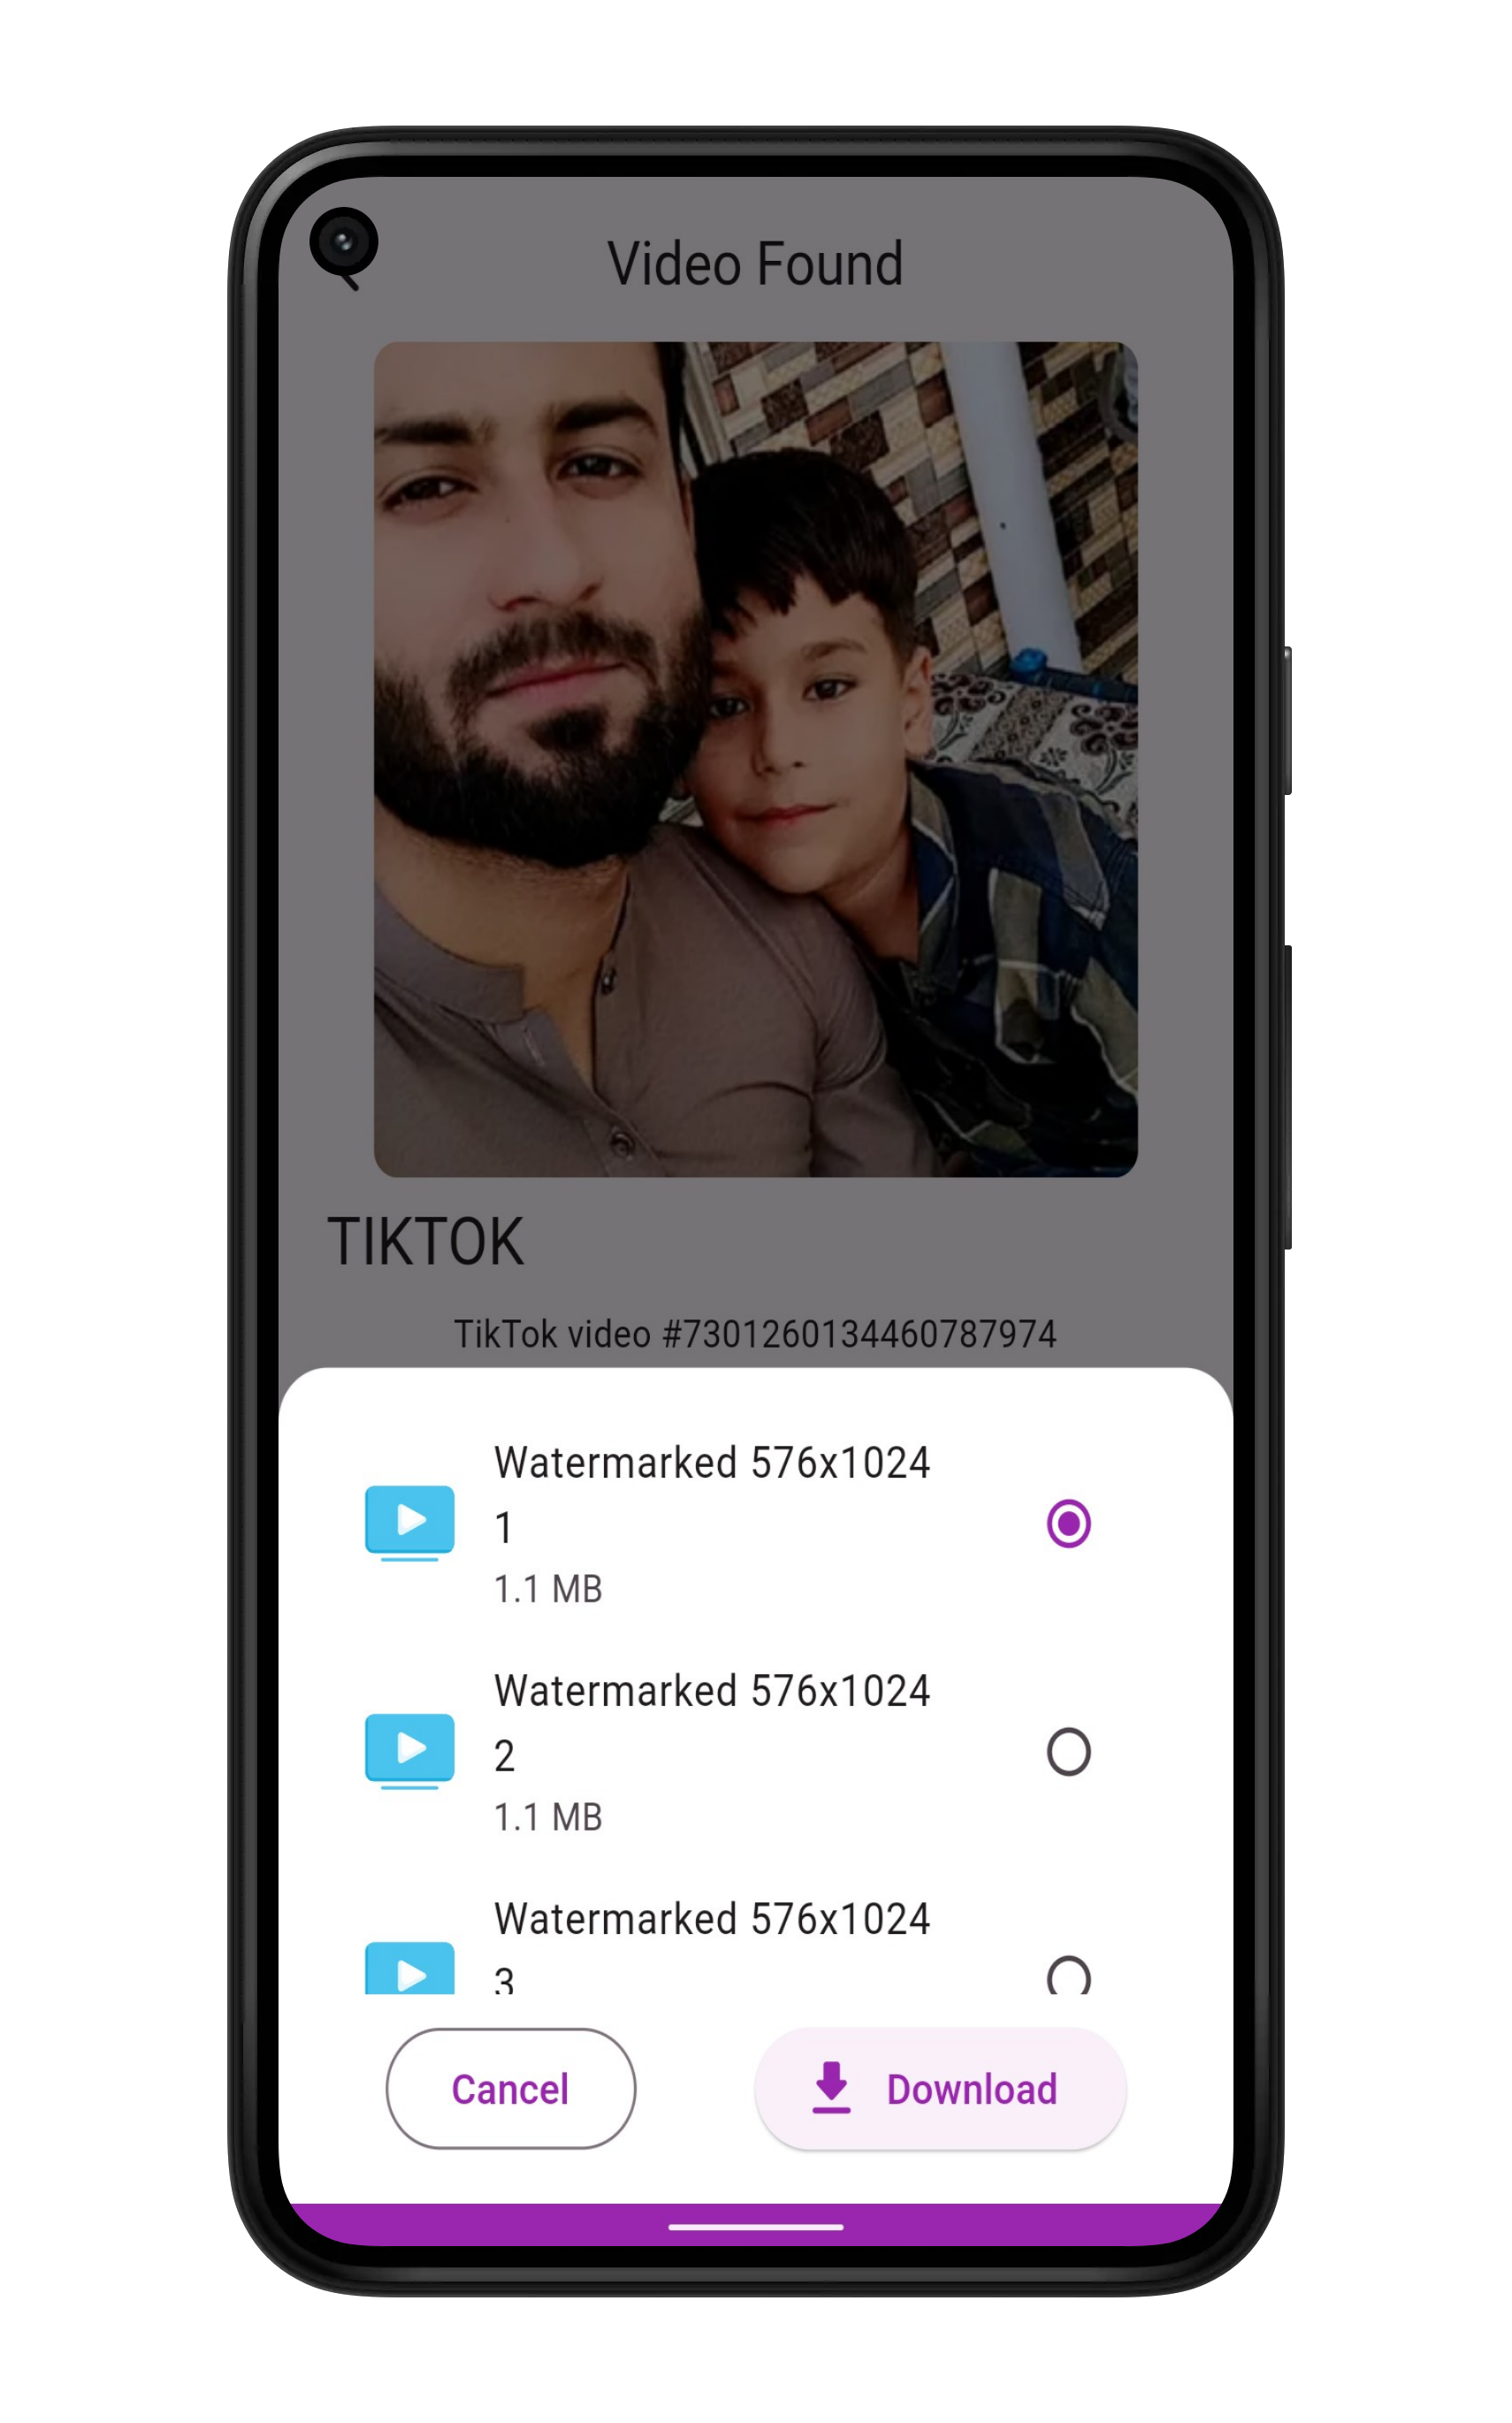 Video Found
TIKTOK
TikTok video #7301260134460787974
Watermarked 576x1024
1
1.1 MB
Watermarked 576x1024
2
1.1 MB
Watermarked 576x1024
3
Cancel
Download